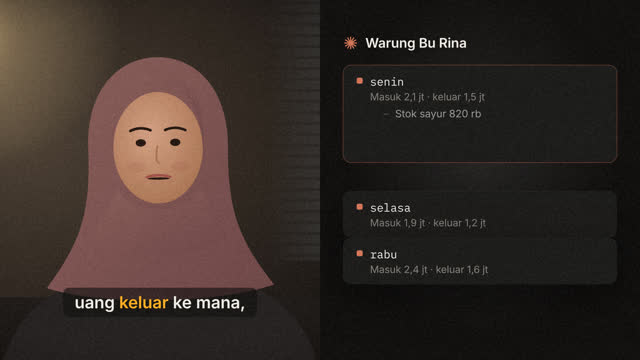 Warung Bu Rina
senin
Masuk 2,1 jt · keluar 1,5 jt
– Stok sayur 820 rb
selasa
Masuk 1,9 jt · keluar 1,2 jt
rabu
Masuk 2,4 jt · keluar 1,6 jt
uang keluar ke mana,